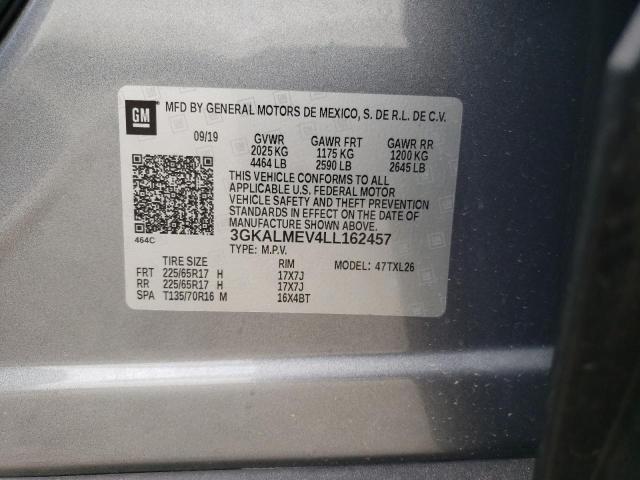 GM
MFD BY GENERAL MOTORS DE MEXICO, S. DE R.L. DE C.V.
09/19 GVWR GAWR FRT GAWR RR
2025 KG 1175 KG 1200 KG
4464 LB 2590 LB 2645 LB
THIS VEHICLE CONFORMS TO ALL
APPLICABLE U.S. FEDERAL MOTOR
VEHICLE SAFETY AND THEFT PREVENTION
STANDARDS IN EFFECT ON THE DATE OF
MANUFACTURE SHOWN ABOVE.
464C 3GKALMEV4LL162457
TYPE: M.P.V.
TIRE SIZE RIM MODEL: 47TXL26
FRT 225/65R17 H 17X7J
RR 225/65R17 H 17X7J
SPA T135/70R16 M 16X4BT